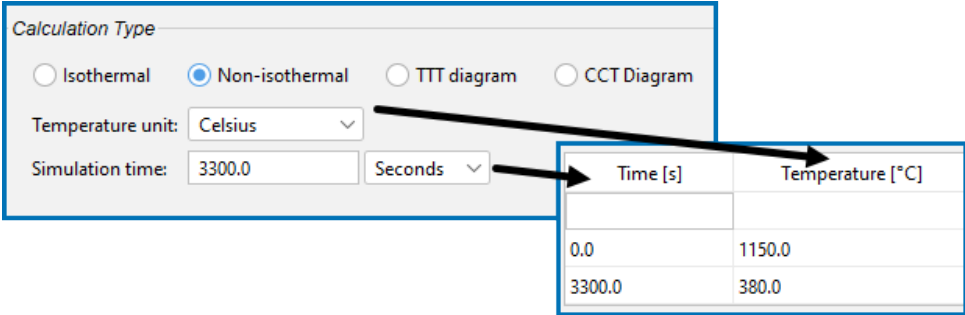 Calculation Type
Isothermal Non-isothermal TTT diagram CCT Diagram
Temperature unit: Celsius
Simulation time: 3300.0 Seconds
Time [s] Temperature [°C]
0.0 1150.0
3300.0 380.0